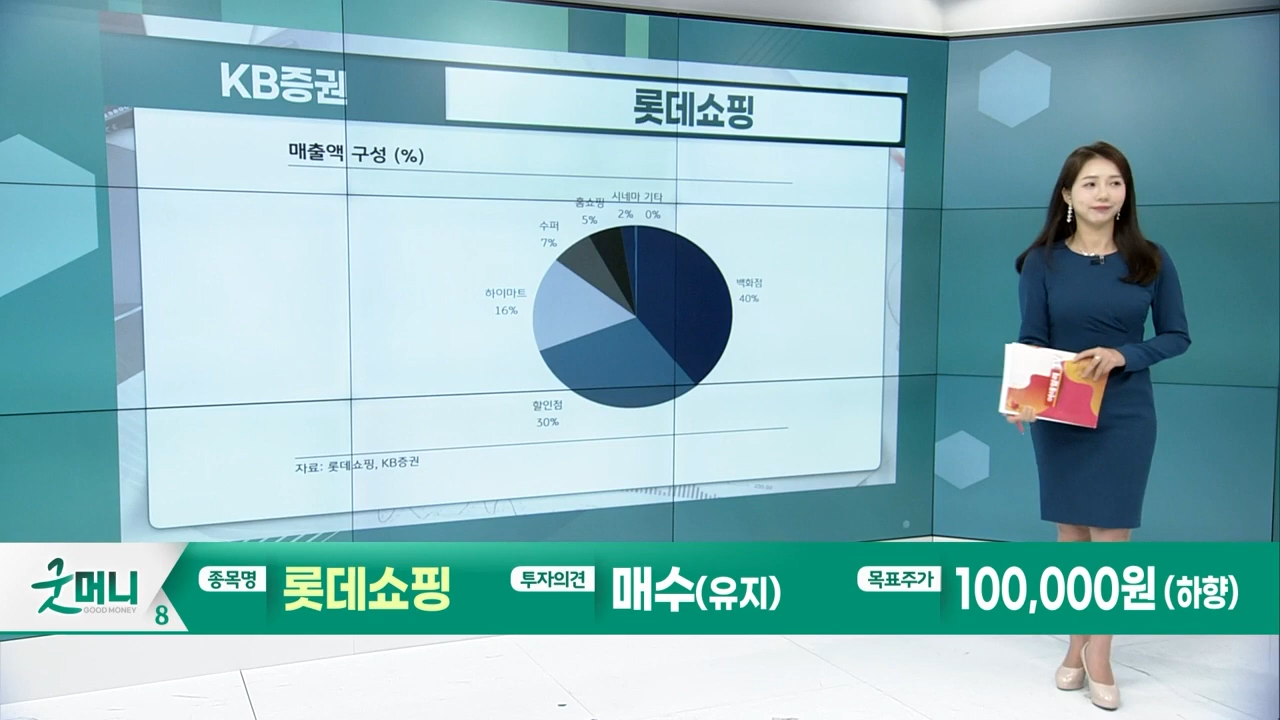 KB증권
롯데쇼핑
매출액 구성 (%)
시네마 기타
2% 0%
홈쇼핑
5%
수퍼
7%
백화점
40%
하이마트
16%
할인점
30%
자료: 롯데쇼핑, KB증권
굿머니
GOOD MONEY
8
종목명 롯데쇼핑 투자의견 매수(유지) 목표주가 100,000원 (하향)